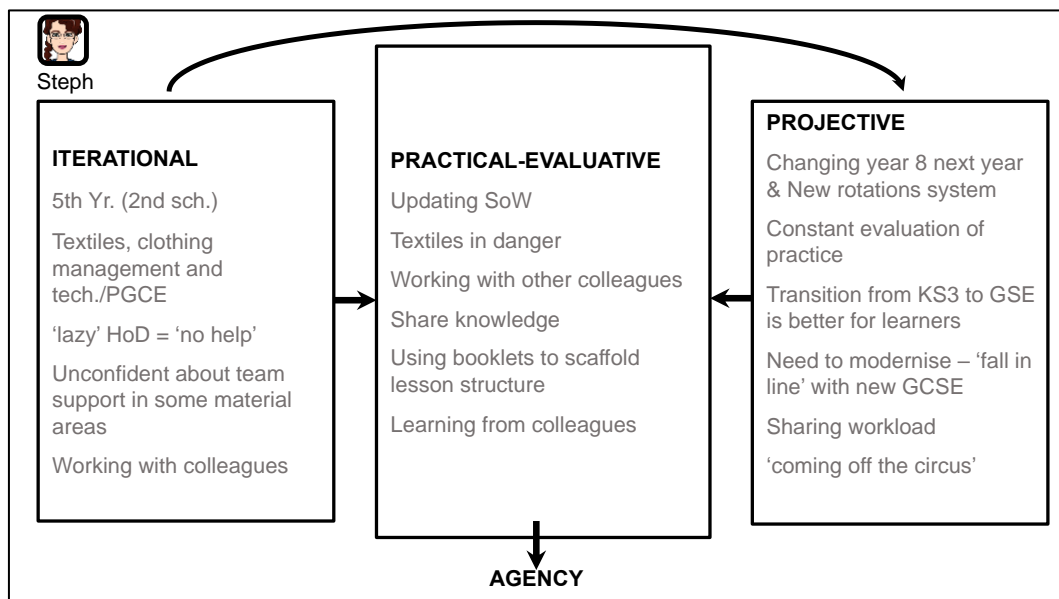 Steph
ITERATIONAL
5th Yr. (2nd sch.)
Textiles, clothing
management and
tech./PGCE
‘lazy’ HoD = ‘no help’
Unconfident about team
support in some material
areas
Working with colleagues
PRACTICAL-EVALUATIVE
Updating SoW
Textiles in danger
Working with other colleagues
Share knowledge
Using booklets to scaffold
lesson structure
Learning from colleagues
PROJECTIVE
Changing year 8 next year
& New rotations system
Constant evaluation of
practice
Transition from KS3 to GSE
is better for learners
Need to modernise – ‘fall in
line’ with new GCSE
Sharing workload
‘coming off the circus’
AGENCY